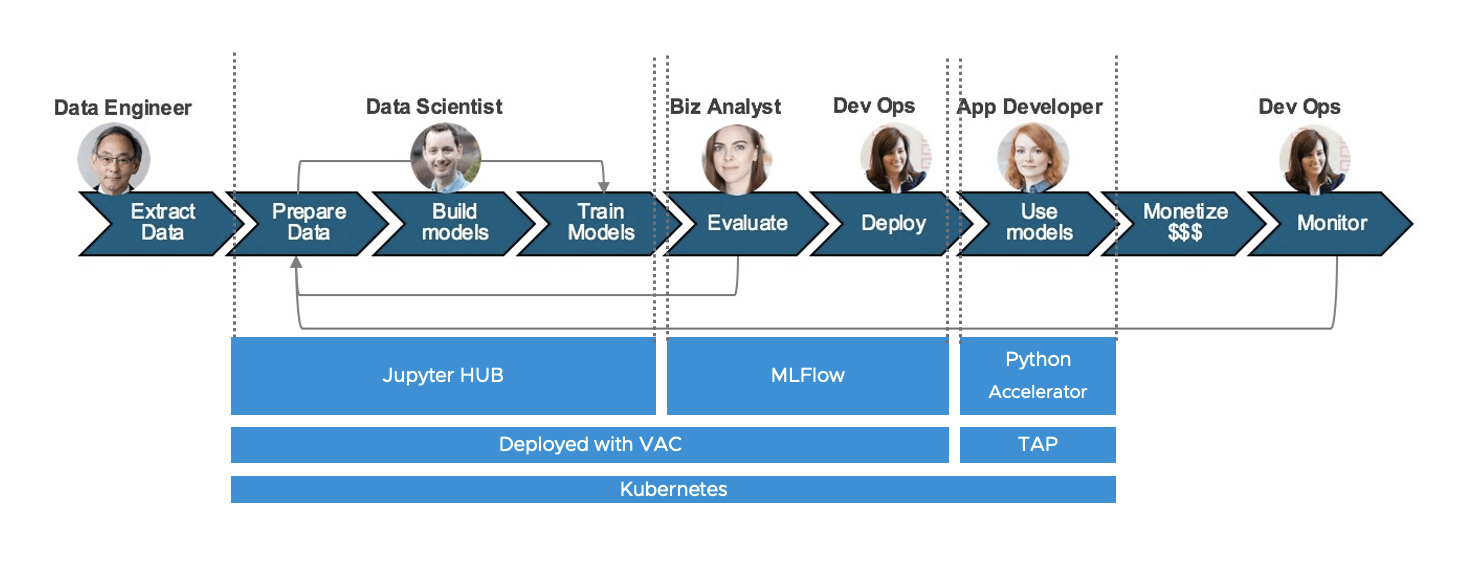 Data Engineer
Data Scientist
Biz Analyst
Dev Ops
App Developer
Dev Ops
Extract
Data
Prepare
Data
Build
models
Train
Models
Evaluate
Deploy
Use
models
Monetize
$$$
Monitor
Jupyter HUB
MLFlow
Python
Accelerator
Deployed with VAC
TAP
Kubernetes